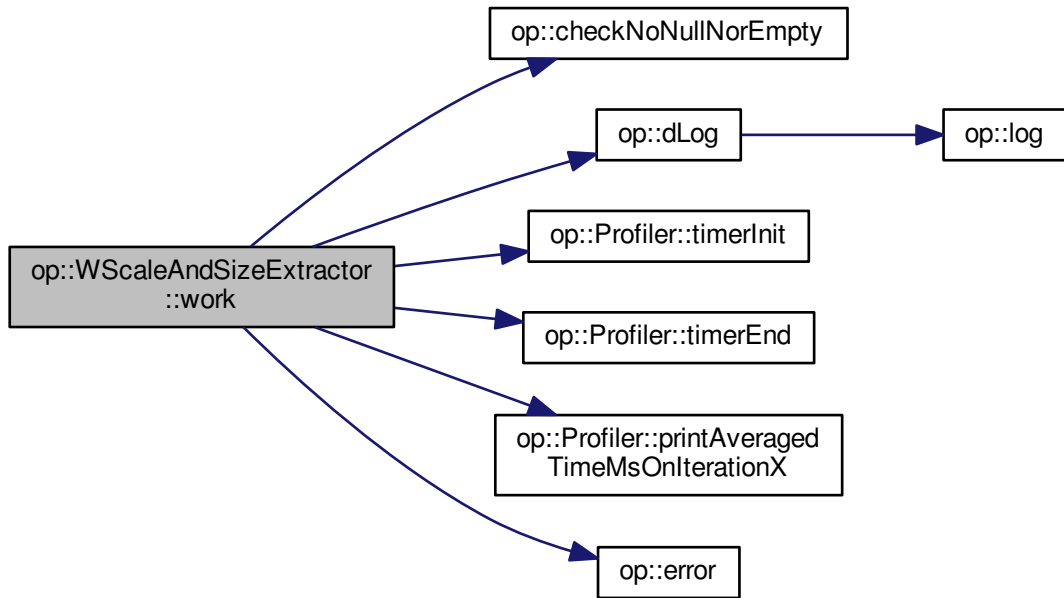 op::checkNoNullNorEmpty
op::dLog
op::log
op::Profiler::timerInit
op::WScaleAndSizeExtractor
::work
op::Profiler::timerEnd
op::Profiler::printAveraged
TimeMsOnIterationX
op::error